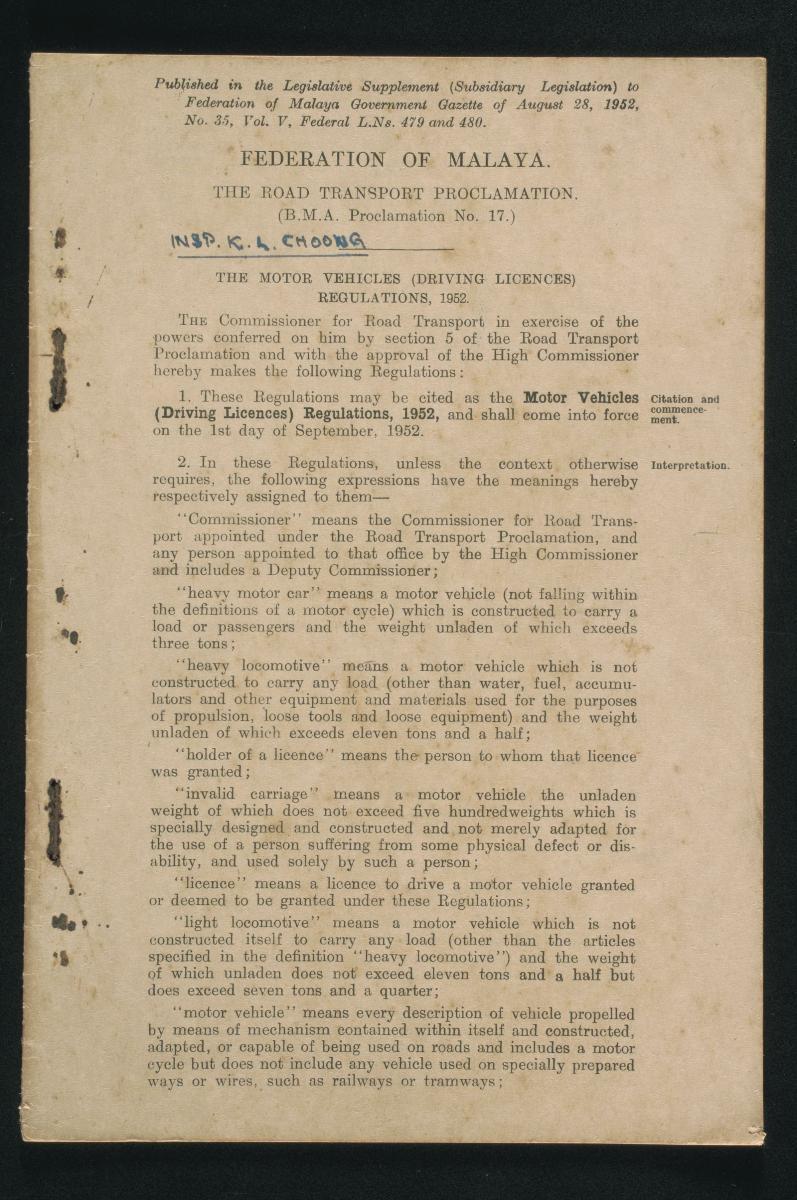 Published in the Legislative Supplement (Subsidiary Legislation) to
Federation of Malaya Government Gazette of August 28, 1952,
No. 35, Vol. V, Federal L.Ns. 479 and 480.
FEDERATION OF MALAYA.
THE ROAD TRANSPORT PROCLAMATION.
(B.M.A. Proclamation No. 17.)
INSP. K. L. CHOONG
THE MOTOR VEHICLES (DRIVING LICENCES)
REGULATIONS, 1952.
THE Commissioner for Road Transport in exercise of the
powers conferred on him by section 5 of the Road Transport
Proclamation and with the approval of the High Commissioner
hereby makes the following Regulations:
1. These Regulations may be cited as the Motor Vehicles
(Driving Licences) Regulations, 1952, and shall come into force
on the 1st day of September, 1952.
Citation and
commence-
ment.
2. In these Regulations, unless the context otherwise
requires, the following expressions have the meanings hereby
respectively assigned to them—
Interpretation.
"Commissioner" means the Commissioner for Road Trans-
port appointed under the Road Transport Proclamation, and
any person appointed to that office by the High Commissioner
and includes a Deputy Commissioner;
"heavy motor car" means a motor vehicle (not falling within
the definitions of a motor cycle) which is constructed to carry a
load or passengers and the weight unladen of which exceeds
three tons;
"heavy locomotive" means a motor vehicle which is not
constructed to carry any load (other than water, fuel, accumu-
lators and other equipment and materials used for the purposes
of propulsion, loose tools and loose equipment) and the weight
unladen of which exceeds eleven tons and a half;
"holder of a licence" means the person to whom that licence
was granted;
"invalid carriage" means a motor vehicle the unladen
weight of which does not exceed five hundredweights which is
specially designed and constructed and not merely adapted for
the use of a person suffering from some physical defect or dis-
ability, and used solely by such a person;
"licence" means a licence to drive a motor vehicle granted
or deemed to be granted under these Regulations;
"light locomotive" means a motor vehicle which is not
constructed itself to carry any load (other than the articles
specified in the definition "heavy locomotive") and the weight
of which unladen does not exceed eleven tons and a half but
does exceed seven tons and a quarter;
"motor vehicle" means every description of vehicle propelled
by means of mechanism contained within itself and constructed,
adapted, or capable of being used on roads and includes a motor
cycle but does not include any vehicle used on specially prepared
ways or wires, such as railways or tramways;